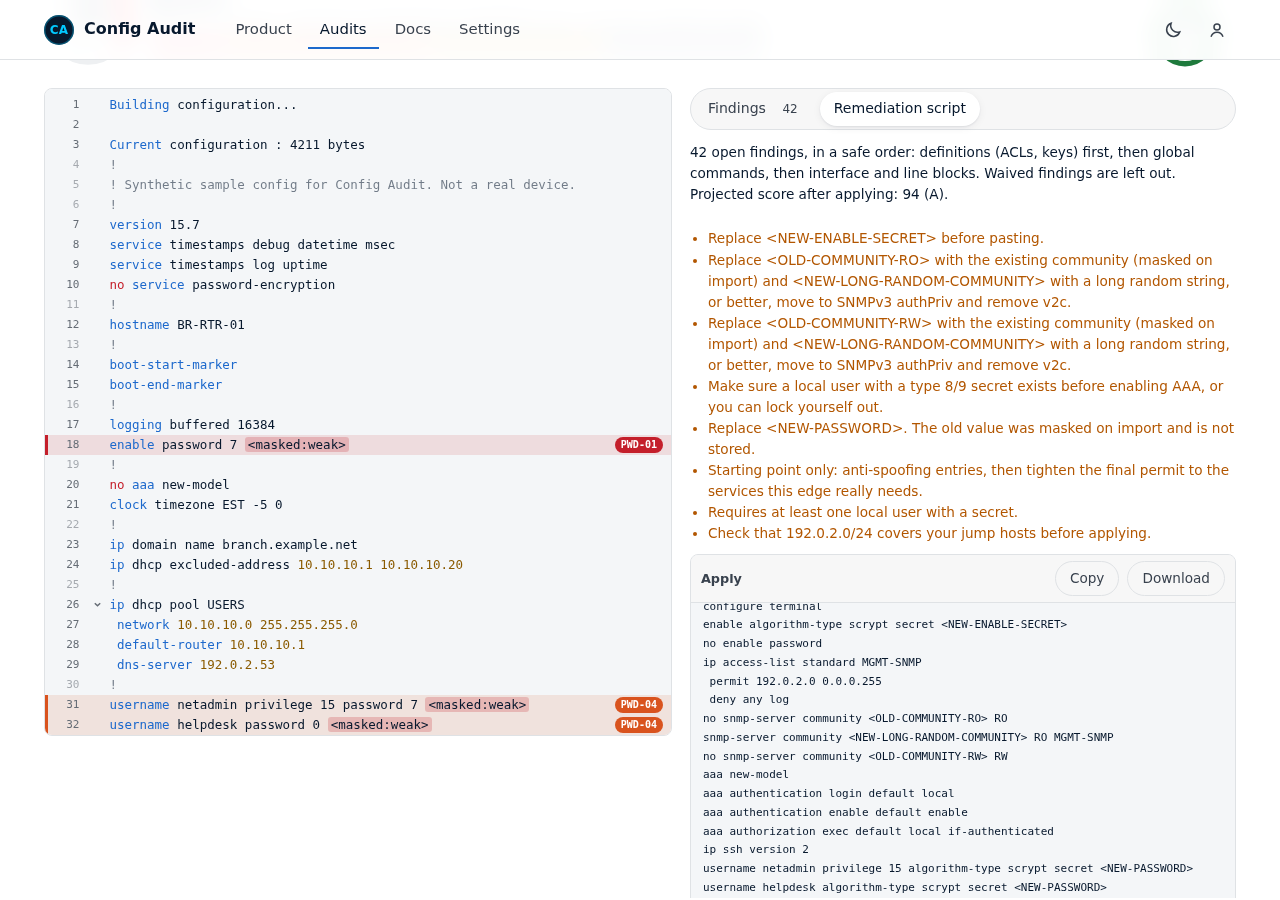 CA Config Audit Product Audits Docs Settings
1 Building configuration...
2
3 Current configuration : 4211 bytes
4 !
5 ! Synthetic sample config for Config Audit. Not a real device.
6 !
7 version 15.7
8 service timestamps debug datetime msec
9 service timestamps log uptime
10 no service password-encryption
11 !
12 hostname BR-RTR-01
13 !
14 boot-start-marker
15 boot-end-marker
16 !
17 logging buffered 16384
18 enable password 7 <masked:weak> PWD-01
19 !
20 no aaa new-model
21 clock timezone EST -5 0
22 !
23 ip domain name branch.example.net
24 ip dhcp excluded-address 10.10.10.1 10.10.10.20
25 !
26 ip dhcp pool USERS
27 network 10.10.10.0 255.255.255.0
28 default-router 10.10.10.1
29 dns-server 192.0.2.53
30 !
31 username netadmin privilege 15 password 7 <masked:weak> PWD-04
32 username helpdesk password 0 <masked:weak> PWD-04
Findings 42 Remediation script
42 open findings, in a safe order: definitions (ACLs, keys) first, then global
commands, then interface and line blocks. Waived findings are left out.
Projected score after applying: 94 (A).
• Replace <NEW-ENABLE-SECRET> before pasting.
• Replace <OLD-COMMUNITY-RO> with the existing community (masked on
import) and <NEW-LONG-RANDOM-COMMUNITY> with a long random string,
or better, move to SNMPv3 authPriv and remove v2c.
• Replace <OLD-COMMUNITY-RW> with the existing community (masked on
import) and <NEW-LONG-RANDOM-COMMUNITY> with a long random string,
or better, move to SNMPv3 authPriv and remove v2c.
• Make sure a local user with a type 8/9 secret exists before enabling AAA, or
you can lock yourself out.
• Replace <NEW-PASSWORD>. The old value was masked on import and is not
stored.
• Starting point only: anti-spoofing entries, then tighten the final permit to the
services this edge really needs.
• Requires at least one local user with a secret.
• Check that 192.0.2.0/24 covers your jump hosts before applying.
Apply Copy Download
configure terminal
enable algorithm-type scrypt secret <NEW-ENABLE-SECRET>
no enable password
ip access-list standard MGMT-SNMP
permit 192.0.2.0 0.0.0.255
deny any log
no snmp-server community <OLD-COMMUNITY-RO> RO
snmp-server community <NEW-LONG-RANDOM-COMMUNITY> RO MGMT-SNMP
no snmp-server community <OLD-COMMUNITY-RW> RW
aaa new-model
aaa authentication login default local
aaa authentication enable default enable
aaa authorization exec default local if-authenticated
ip ssh version 2
username netadmin privilege 15 algorithm-type scrypt secret <NEW-PASSWORD>
username helpdesk algorithm-type scrypt secret <NEW-PASSWORD>